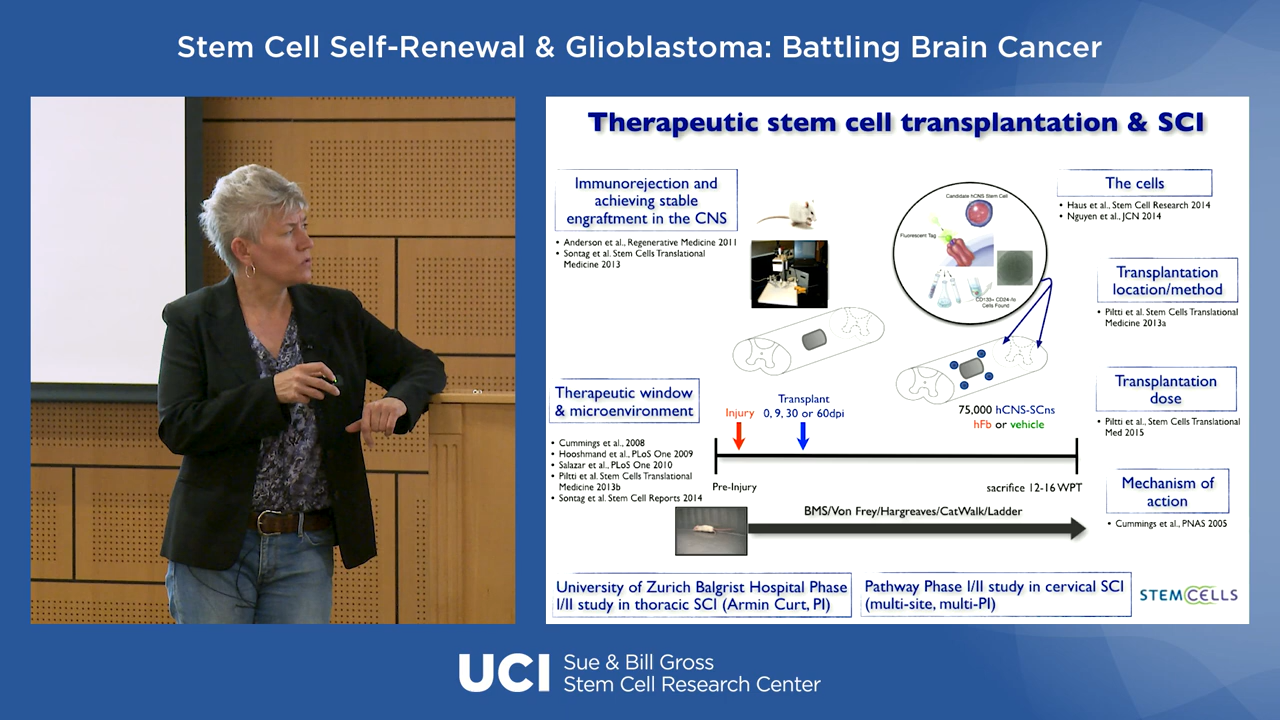 Stem Cell Self-Renewal & Glioblastoma: Battling Brain Cancer
Therapeutic stem cell transplantation & SCI
Immunorejection and
achieving stable
engraftment in the CNS
• Anderson et al., Regenerative Medicine 2011
• Sontag et al. Stem Cells Translational
Medicine 2013
Candidate hCNS Stem Cell
Fluorescent Tag
CD133+ CD24-/lo
Cells Found
The cells
• Haus et al., Stem Cell Research 2014
• Nguyen et al., JCN 2014
Transplantation
location/method
• Piltti et al. Stem Cells Translational
Medicine 2013a
Therapeutic window
& microenvironment
• Cummings et al., 2008
• Hooshmand et al., PLoS One 2009
• Salazar et al., PLoS One 2010
• Piltti et al. Stem Cells Translational
Medicine 2013b
• Sontag et al. Stem Cell Reports 2014
Injury
Transplant
0, 9, 30 or 60dpi
75,000 hCNS-SCns
hFb or vehicle
Pre-Injury
sacrifice 12-16 WPT
BMS/Von Frey/Hargreaves/CatWalk/Ladder
Transplantation
dose
• Piltti et al., Stem Cells Translational
Med 2015
Mechanism of
action
• Cummings et al., PNAS 2005
University of Zurich Balgrist Hospital Phase
I/II study in thoracic SCI (Armin Curt, PI)
Pathway Phase I/II study in cervical SCI
(multi-site, multi-PI)
STEMCELLS
UCI
Sue & Bill Gross
Stem Cell Research Center